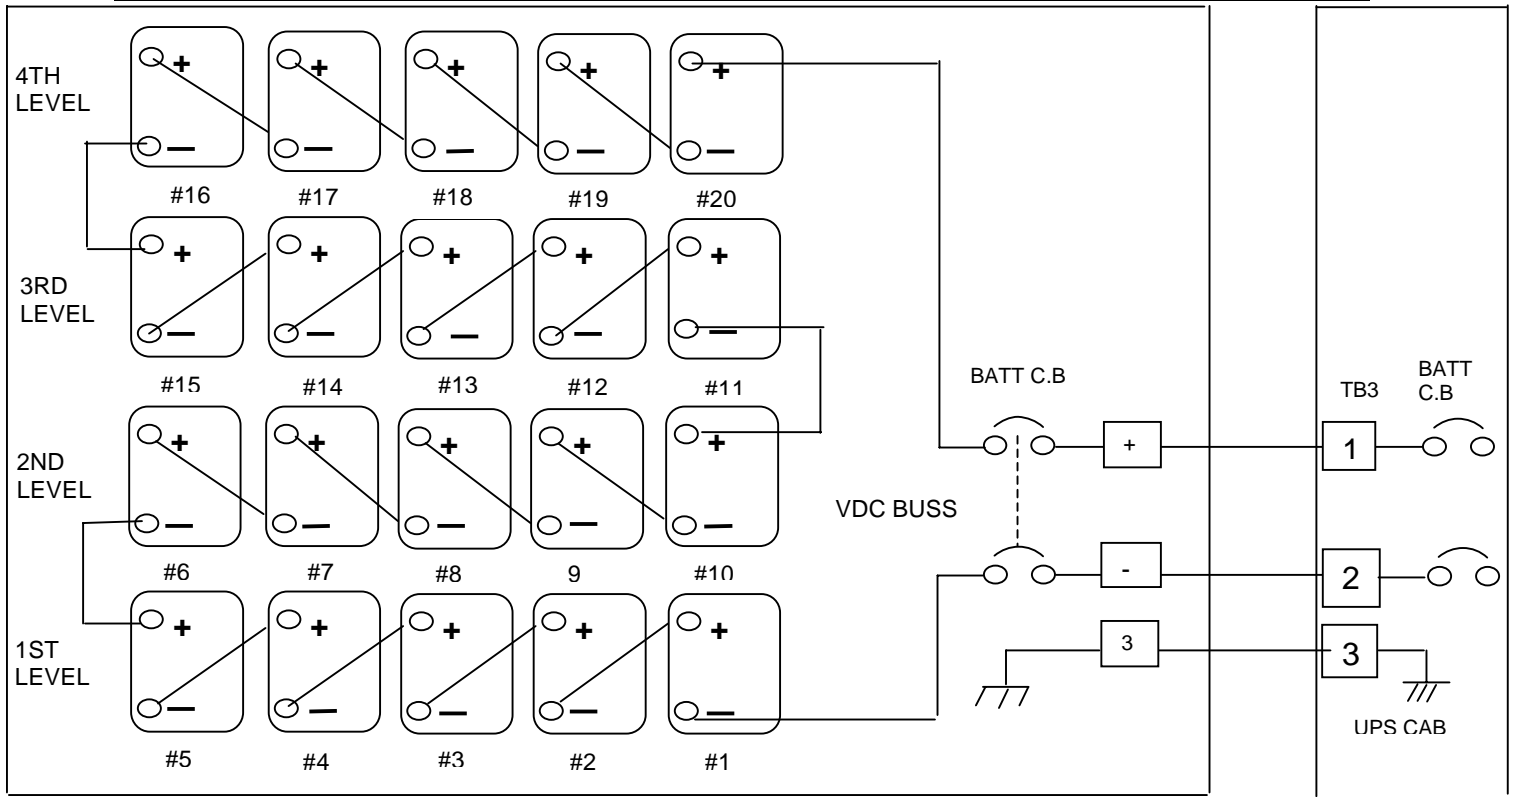 4TH
LEVEL
+ + + + +
— — — — —
#16 #17 #18 #19 #20
3RD
LEVEL
+ + + + +
— — — — —
#15 #14 #13 #12 #11
2ND
LEVEL
+ + + + +
— — — — —
#6 #7 #8 9 #10
1ST
LEVEL
+ + + + +
— — — — —
#5 #4 #3 #2 #1
BATT C.B
VDC BUSS
+
-
3
TB3
BATT
C.B
1
2
3
UPS CAB